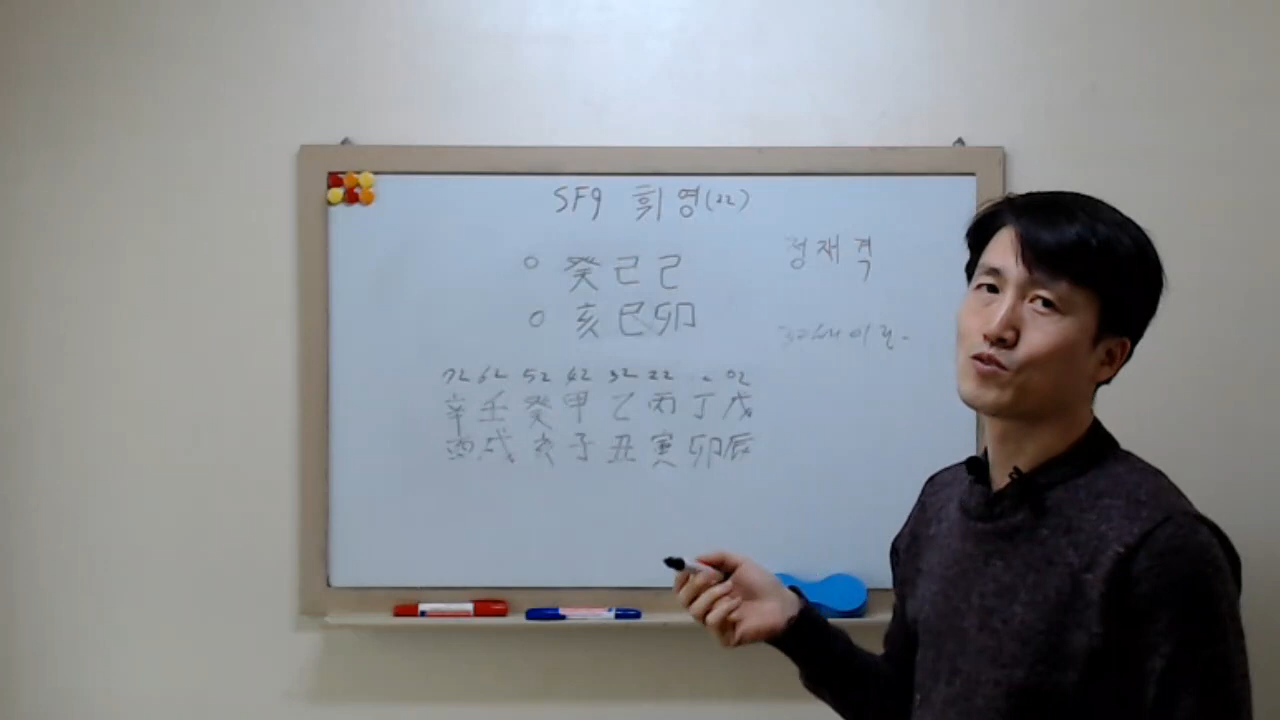 SF9 휘영(22)
정재격
○ 癸己己
○ 亥巳卯
72 62 52 42 32 22 12 02
辛壬癸甲乙丙丁戊
酉戌亥子丑寅卯辰